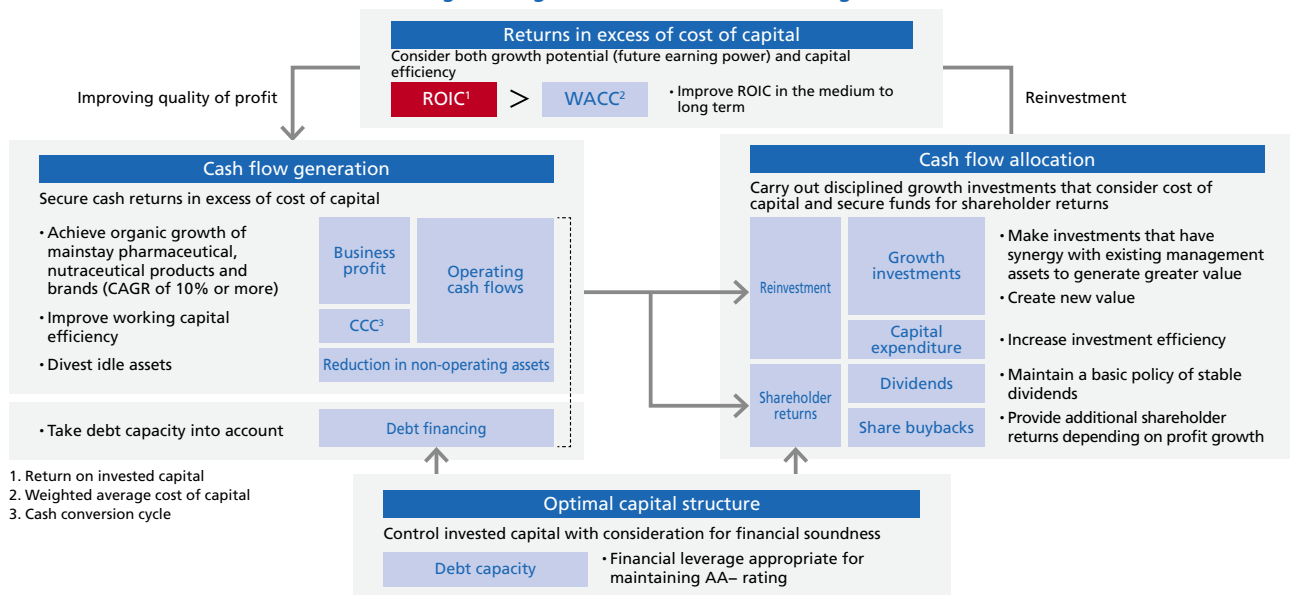 Returns in excess of cost of capital
Consider both growth potential (future earning power) and capital
efficiency
ROIC¹ > WACC²
・Improve ROIC in the medium to
long term
Improving quality of profit
Reinvestment
Cash flow generation
Secure cash returns in excess of cost of capital
・Achieve organic growth of
mainstay pharmaceutical,
nutraceutical products and
brands (CAGR of 10% or more)
・Improve working capital
efficiency
・Divest idle assets
Business
profit
CCC³
Operating
cash flows
Reduction in non-operating assets
・Take debt capacity into account
Debt financing
Cash flow allocation
Carry out disciplined growth investments that consider cost of
capital and secure funds for shareholder returns
Reinvestment
Growth
investments
・Make investments that have
synergy with existing management
assets to generate greater value
・Create new value
Capital
expenditure
・Increase investment efficiency
Shareholder
returns
Dividends
・Maintain a basic policy of stable
dividends
Share buybacks
・Provide additional shareholder
returns depending on profit growth
1. Return on invested capital
2. Weighted average cost of capital
3. Cash conversion cycle
Optimal capital structure
Control invested capital with consideration for financial soundness
Debt capacity
・Financial leverage appropriate for
maintaining AA− rating